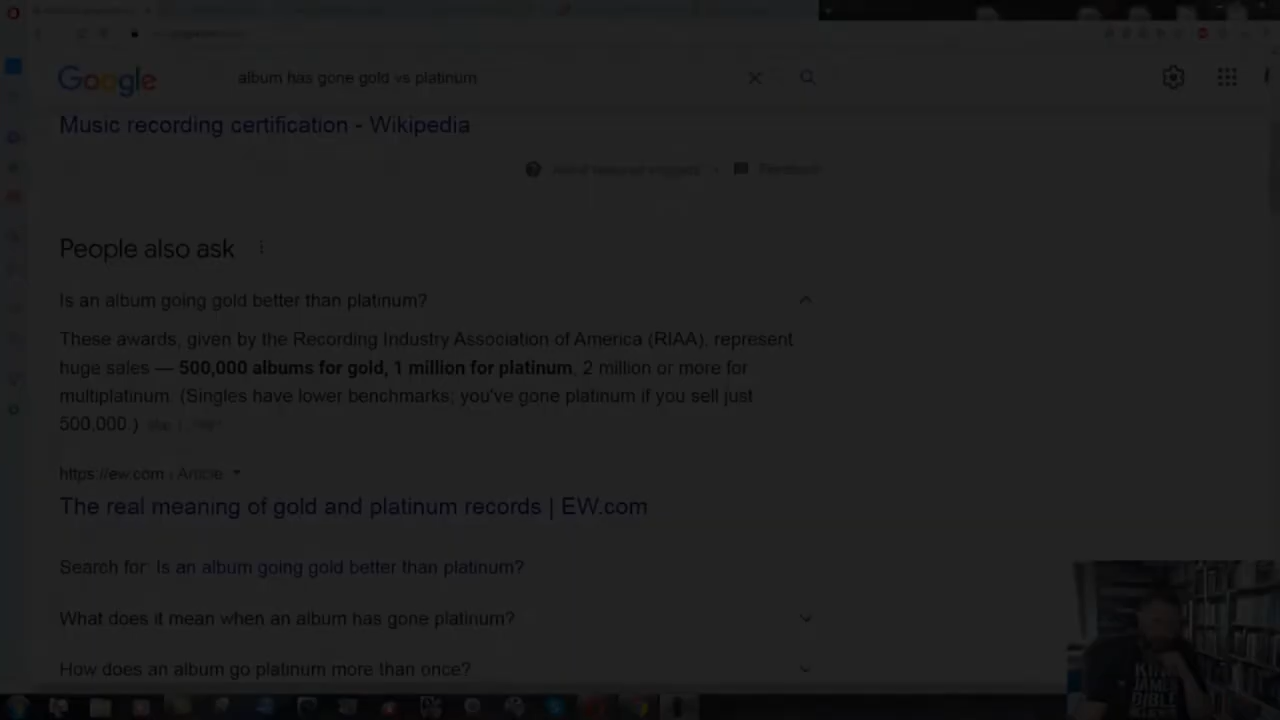 Google
album has gone gold vs platinum
Music recording certification - Wikipedia
Feedback
People also ask
Is an album going gold better than platinum?
These awards, given by the Recording Industry Association of America (RIAA), represent
huge sales — 500,000 albums for gold, 1 million for platinum, 2 million or more for
multiplatinum. (Singles have lower benchmarks; you've gone platinum if you sell just
500,000.)
https://ew.com › Article
The real meaning of gold and platinum records | EW.com
Search for: Is an album going gold better than platinum?
What does it mean when an album has gone platinum?
How does an album go platinum more than once?
BIBLE